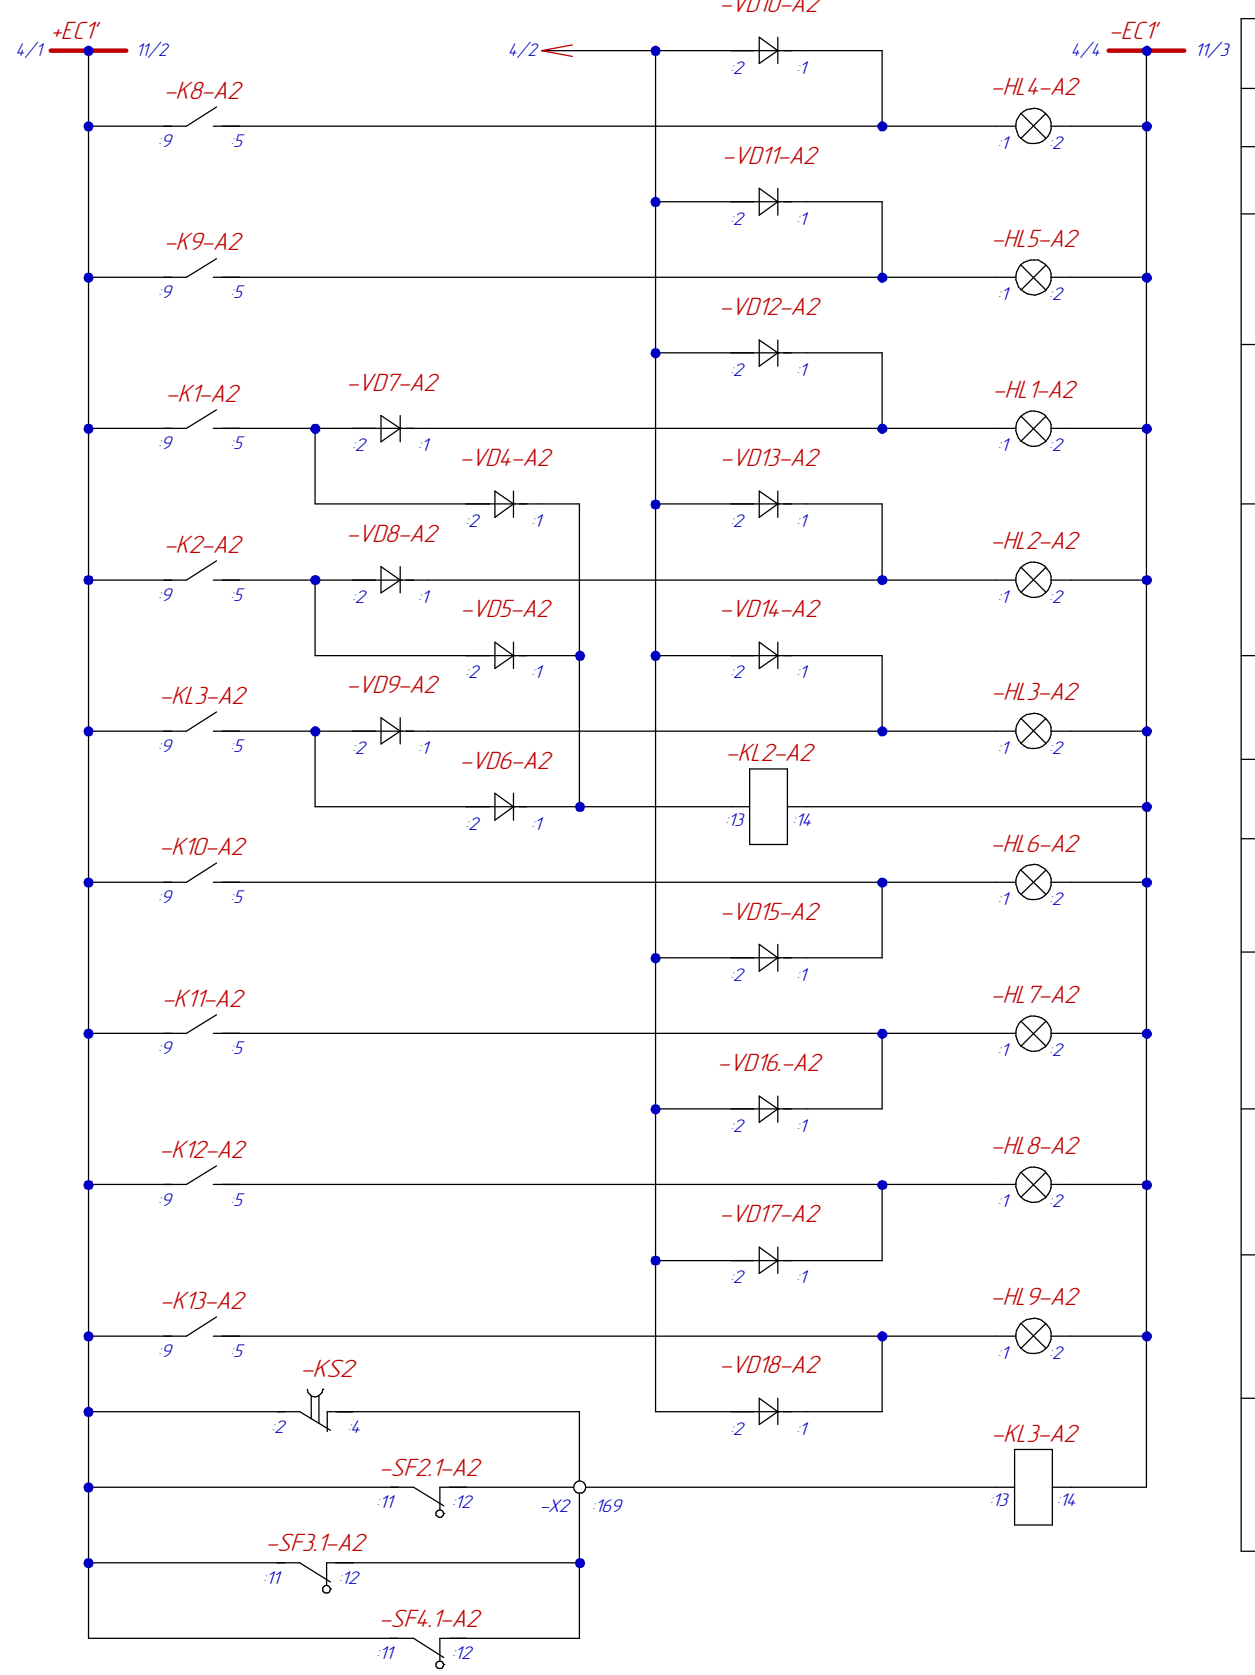 -VD10-A2
+EC1'
-EC1'
4/1 11/2 4/2 :2 :1 4/4 11/3
-K8-A2 -HL4-A2
:9 :5 :1 :2
-VD11-A2
:2 :1
-K9-A2 -HL5-A2
:9 :5 :1 :2
-VD12-A2
:2 :1
-K1-A2 -VD7-A2 -HL1-A2
:9 :5 :2 :1 :1 :2
-VD4-A2 -VD13-A2
:2 :1 :2 :1
-K2-A2 -VD8-A2 -HL2-A2
:9 :5 :2 :1 :1 :2
-VD5-A2 -VD14-A2
:2 :1 :2 :1
-KL3-A2 -VD9-A2 -HL3-A2
:9 :5 :2 :1 :1 :2
-VD6-A2 -KL2-A2
:2 :1 :13 :14
-K10-A2 -HL6-A2
:9 :5 :1 :2
-VD15-A2
:2 :1
-K11-A2 -HL7-A2
:9 :5 :1 :2
-VD16.-A2
:2 :1
-K12-A2 -HL8-A2
:9 :5 :1 :2
-VD17-A2
:2 :1
-K13-A2 -HL9-A2
:9 :5 :1 :2
-KS2 -VD18-A2
:2 :4 :2 :1
-SF2.1-A2 -KL3-A2
:11 :12 -X2 :169 :13 :14
-SF3.1-A2
:11 :12
-SF4.1-A2
:11 :12